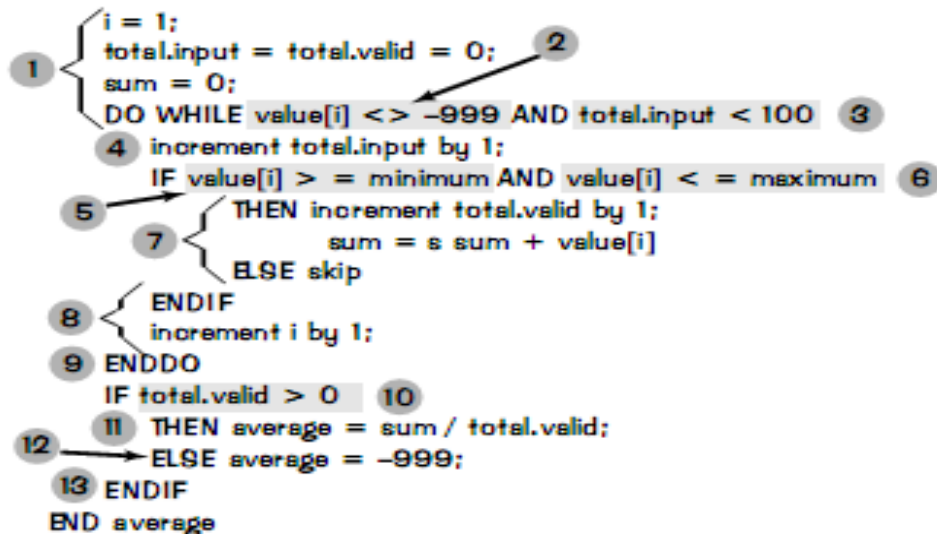 i = 1;
total.input = total.valid = 0;
2
1
sum = 0;
DO WHILE value[i] <> -999 AND total.input < 100 3
4 increment total.input by 1;
IF value[i] > = minimum AND value[i] < = maximum 6
5
THEN increment total.valid by 1;
7
sum = s sum + value[i]
ELSE skip
ENDIF
8
increment i by 1;
9 ENDDO
IF total.valid > 0 10
11 THEN average = sum / total.valid;
12
ELSE average = -999;
13 ENDIF
END average